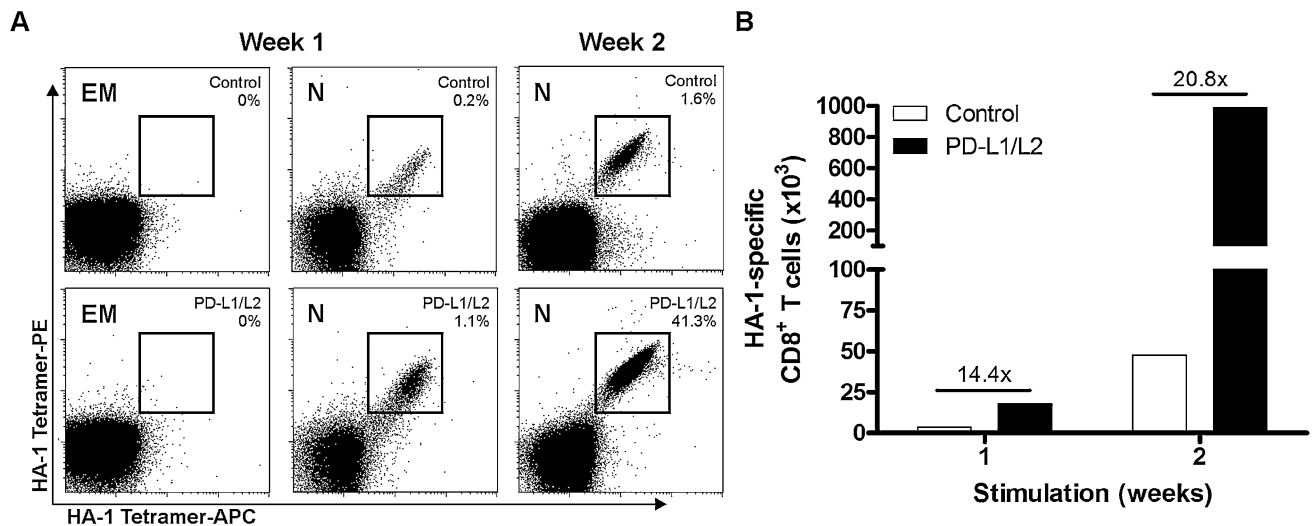 A
Week 1
Week 2
EM
Control
0%
N
Control
0.2%
N
Control
1.6%
EM
PD-L1/L2
0%
N
PD-L1/L2
1.1%
N
PD-L1/L2
41.3%
HA-1 Tetramer-PE
HA-1 Tetramer-APC
B
20.8x
Control
PD-L1/L2
14.4x
1000
800
600
400
200
100
75
50
25
0
HA-1-specific
CD8⁺ T cells (x10³)
1
2
Stimulation (weeks)